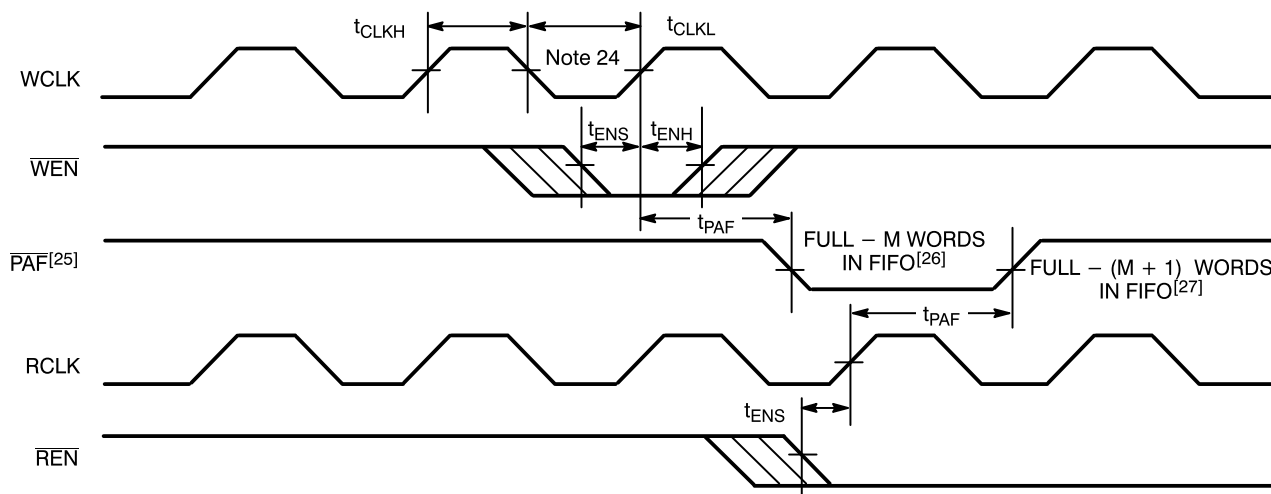 tCLKH
tCLKL
Note 24
WCLK
tENS
tENH
WEN
tPAF
PAF[25]
FULL − M WORDS
IN FIFO[26]
FULL − (M + 1) WORDS
IN FIFO[27]
tPAF
RCLK
tENS
REN